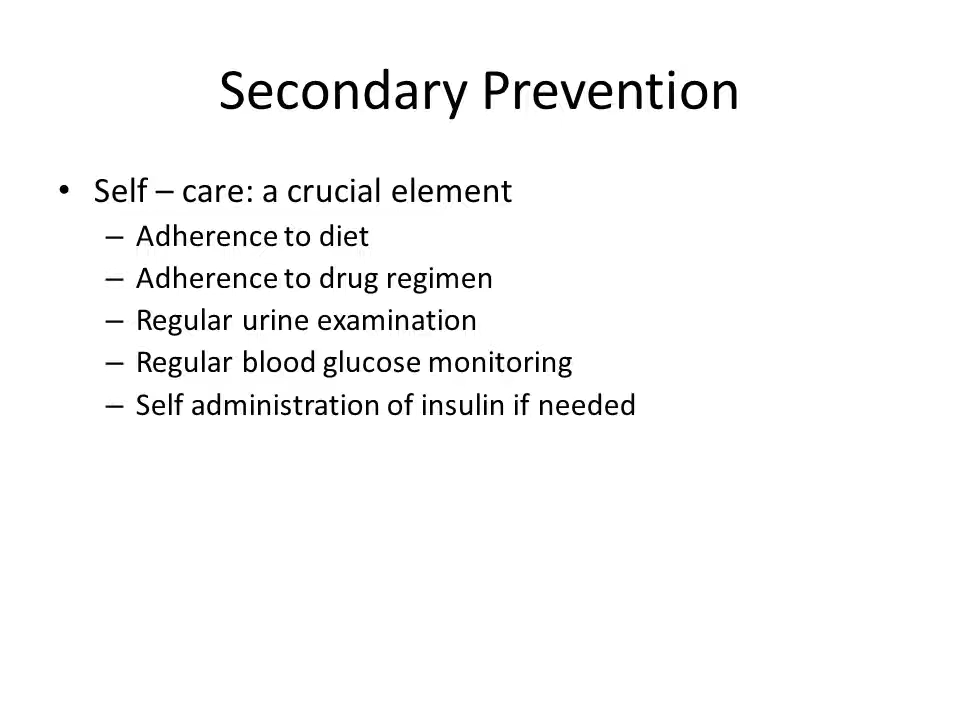 Secondary Prevention
• Self – care: a crucial element
– Adherence to diet
– Adherence to drug regimen
– Regular urine examination
– Regular blood glucose monitoring
– Self administration of insulin if needed